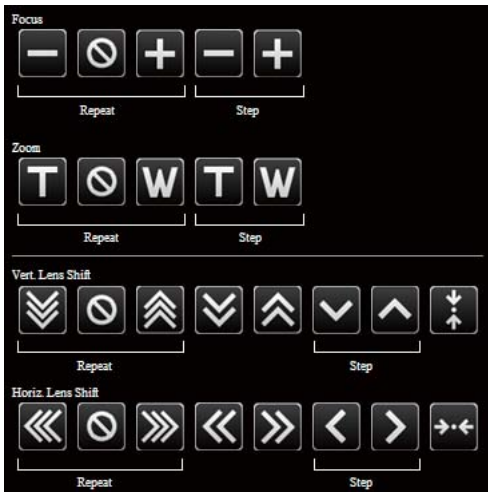 Focus
Repeat Step
Zoom
T W T W
Repeat Step
Vert. Lens Shift
Repeat Step
Horiz. Lens Shift
Repeat Step